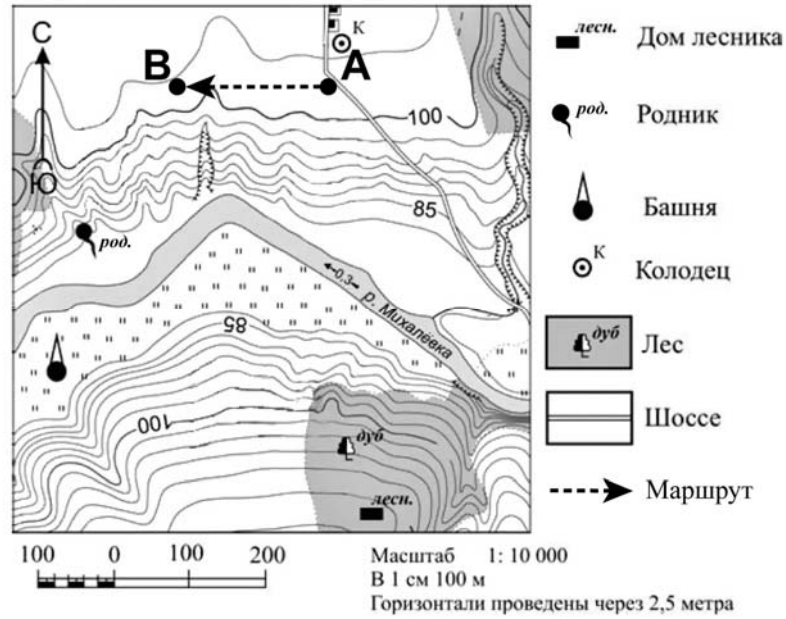 С
В
А
К
100
Ю
85
род.
0,3
р. Михалёвка
85
100
дуб
лесн.
лесн.
Дом лесника
род.
Родник
Башня
К
Колодец
дуб
Лес
Шоссе
Маршрут
100 0 100 200
Масштаб 1: 10 000
В 1 см 100 м
Горизонтали проведены через 2,5 метра